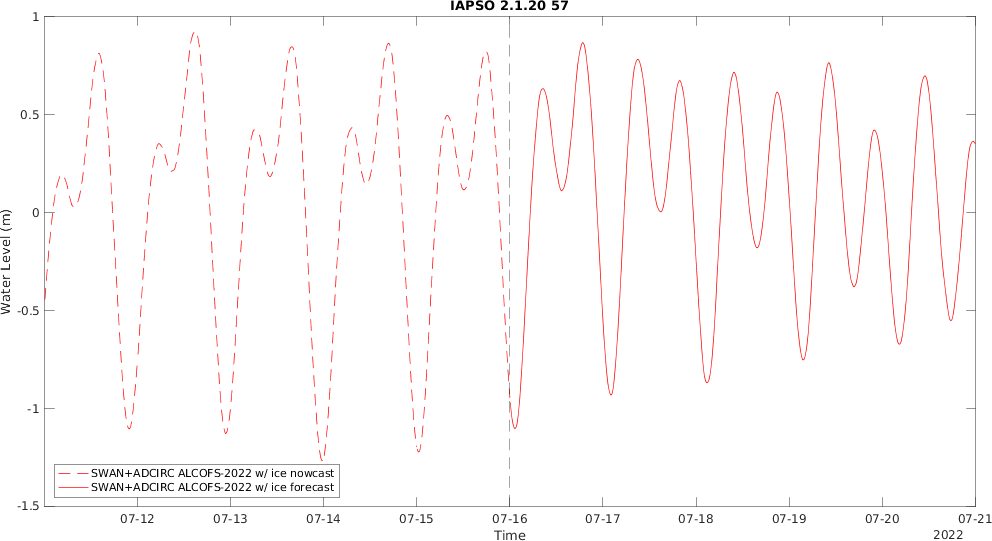 IAPSO 2.1.20 57
1
0.5
0
-0.5
-1
-1.5
Water Level (m)
SWAN+ADCIRC ALCOFS-2022 w/ ice nowcast
SWAN+ADCIRC ALCOFS-2022 w/ ice forecast
07-12 07-13 07-14 07-15 07-16 07-17 07-18 07-19 07-20 07-21
Time
2022